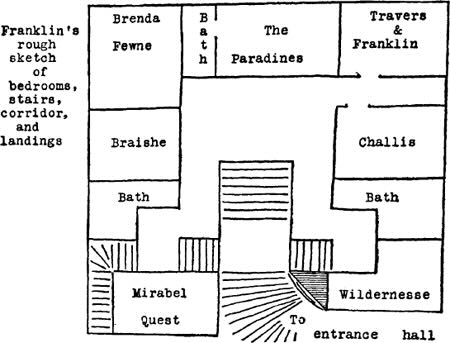 Franklin's
rough
sketch
of
bedrooms,
stairs,
corridor,
and
landings
Brenda
Fewne
Bath
The
Paradines
Travers
&
Franklin
Braishe
Challis
Bath
Bath
Mirabel
Quest
Wildernesse
To
entrance hall